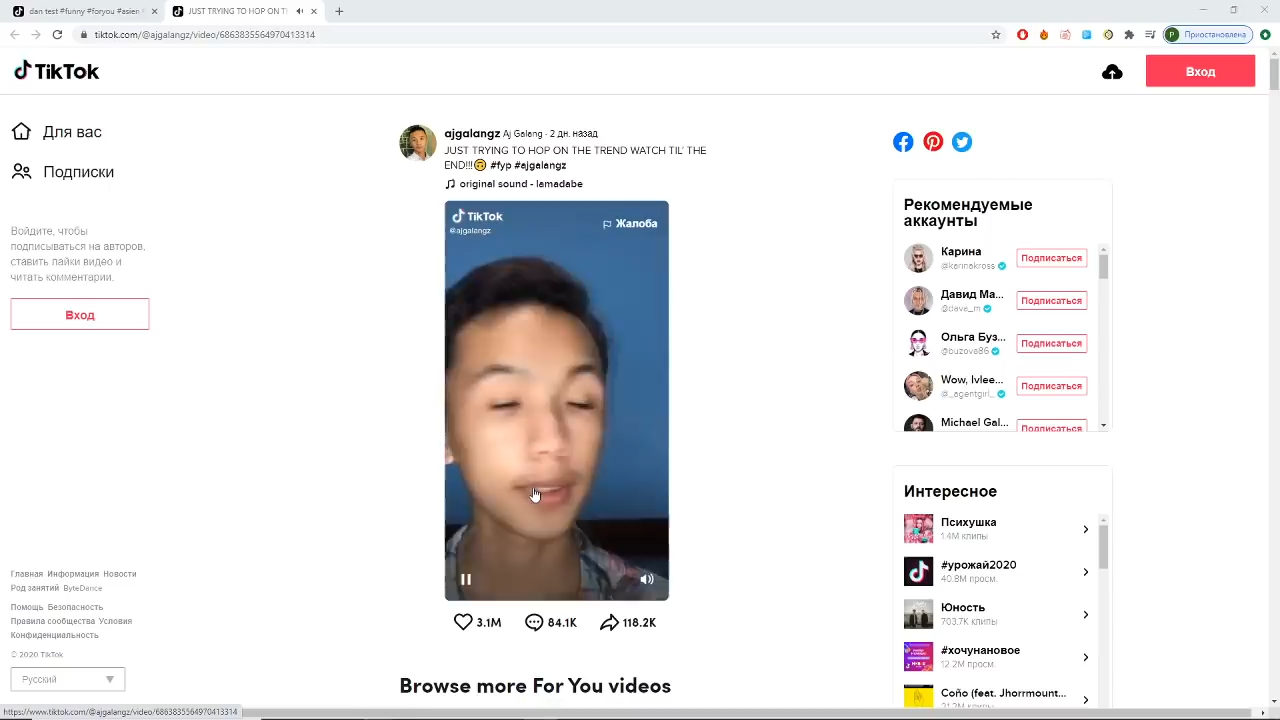 dan test #funny #foryou #asien
JUST TRYING TO HOP ON T
tiktok.com/@ajgalangz/video/6863835564970413314
P Приостановлена
TikTok
Вход
Для вас
Подписки
Войдите, чтобы
подписываться на авторов,
ставить лайки видео и
читать комментарии.
Вход
ajgalangz Aj Galang · 2 дн. назад
JUST TRYING TO HOP ON THE TREND WATCH TIL' THE
END!!!🙃 #fyp #ajgalangz
original sound - lamadabe
TikTok
@ajgalangz
Жалоба
3.1M
84.1K
118.2K
Browse more For You videos
Рекомендуемые
аккаунты
Карина
@karinakross
Подписаться
Давид Ма...
@dava_m
Подписаться
Ольга Буз...
@buzova86
Подписаться
Wow, Ivlee...
@_agentgirl_
Подписаться
Michael Gal...
Подписаться
Интересное
Психушка
1.4M клипы
#урожай2020
40.8M просм.
Юность
703.7K клипы
#хочунановое
12.2M просм.
Coño (feat. Jhorrmount...
21.2M клипы
Главная Информация Новости
Род занятий ByteDance
Помощь Безопасность
Правила сообщества Условия
Конфиденциальность
© 2020 TikTok
Русский
https://www.tiktok.com/@ajgalangz/video/6863835564970413314